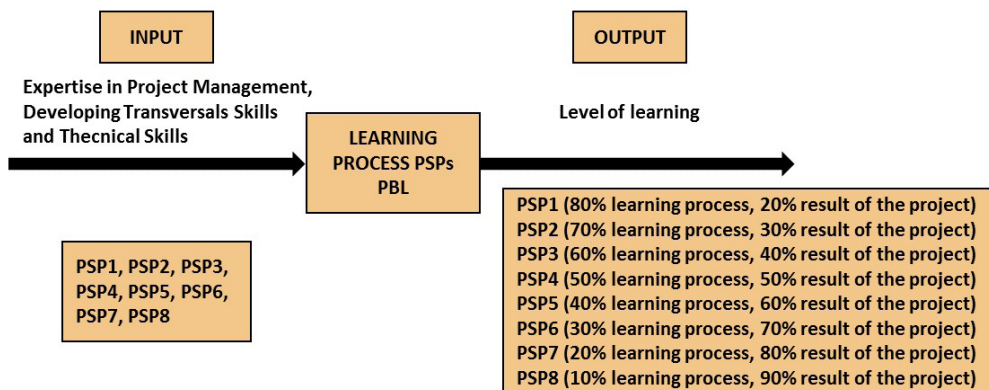 INPUT
OUTPUT
Expertise in Project Management,
Developing Transversals Skills
and Thecnical Skills
Level of learning
LEARNING
PROCESS PSPs
PBL
PSP1, PSP2, PSP3,
PSP4, PSP5, PSP6,
PSP7, PSP8
PSP1 (80% learning process, 20% result of the project)
PSP2 (70% learning process, 30% result of the project)
PSP3 (60% learning process, 40% result of the project)
PSP4 (50% learning process, 50% result of the project)
PSP5 (40% learning process, 60% result of the project)
PSP6 (30% learning process, 70% result of the project)
PSP7 (20% learning process, 80% result of the project)
PSP8 (10% learning process, 90% result of the project)